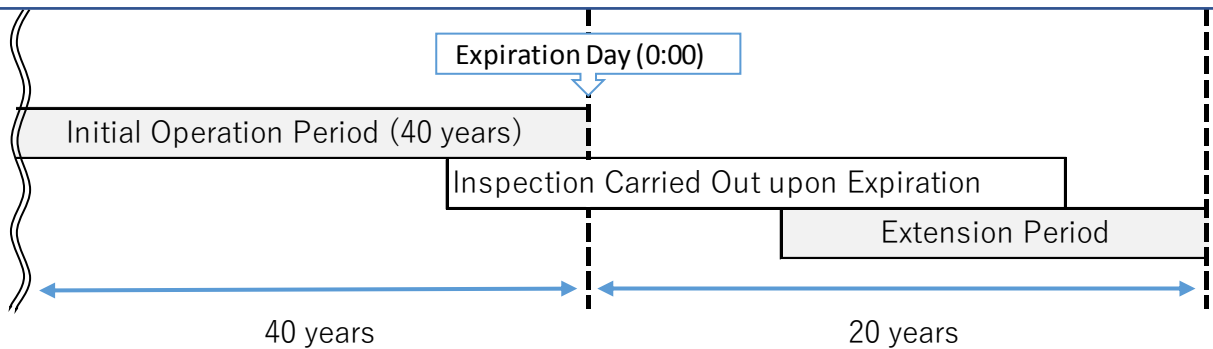 Expiration Day (0:00)
Initial Operation Period (40 years)
Inspection Carried Out upon Expiration
Extension Period
40 years
20 years